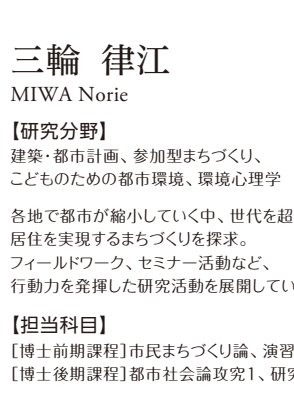 三輪 律江
MIWA Norie
【研究分野】
建築・都市計画、参加型まちづくり、
こどものための都市環境、環境心理学
各地で都市が縮小していく中、世代を超
居住を実現するまちづくりを探求。
フィールドワーク、セミナー活動など、
行動力を発揮した研究活動を展開してい
【担当科目】
[博士前期課程]市民まちづくり論、演習
[博士後期課程]都市社会論攻究1、研究